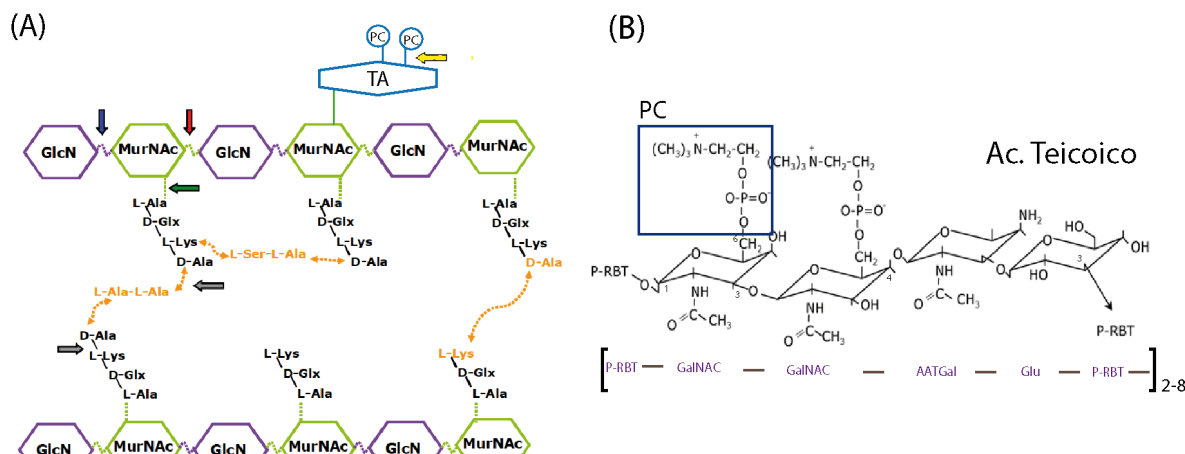 (A)
PC PC
TA
GlcN MurNAc GlcN MurNAc GlcN MurNAc
L-Ala L-Ala L-Ala
D-Glx D-Glx D-Glx
L-Lys L-Lys L-Lys
L-Ser-L-Ala
D-Ala D-Ala D-Ala
L-Ala-L-Ala
D-Ala
L-Lys L-Lys L-Lys
D-Glx D-Glx D-Glx
L-Ala L-Ala L-Ala
GlcN MurNAc GlcN MurNAc GlcN MurNAc
(B)
PC
Ac. Teicoico
(CH₃)₃N-CH₂-CH₂ (CH₃)₃N-CH₂-CH₂
+ +
O O
O-P=O⁻ O-P=O⁻
O O
6 CH₂ OH CH₂ NH₂ HO
P-RBT O O O O O O O O OH
O 1 3 OH 4 HO 3 OH
NH NH NH
O=C-CH₃ O=C-CH₃ O=C-CH₃
P-RBT
P-RBT — GalNAC — GalNAC — AATGal — Glu — P-RBT — 2-8